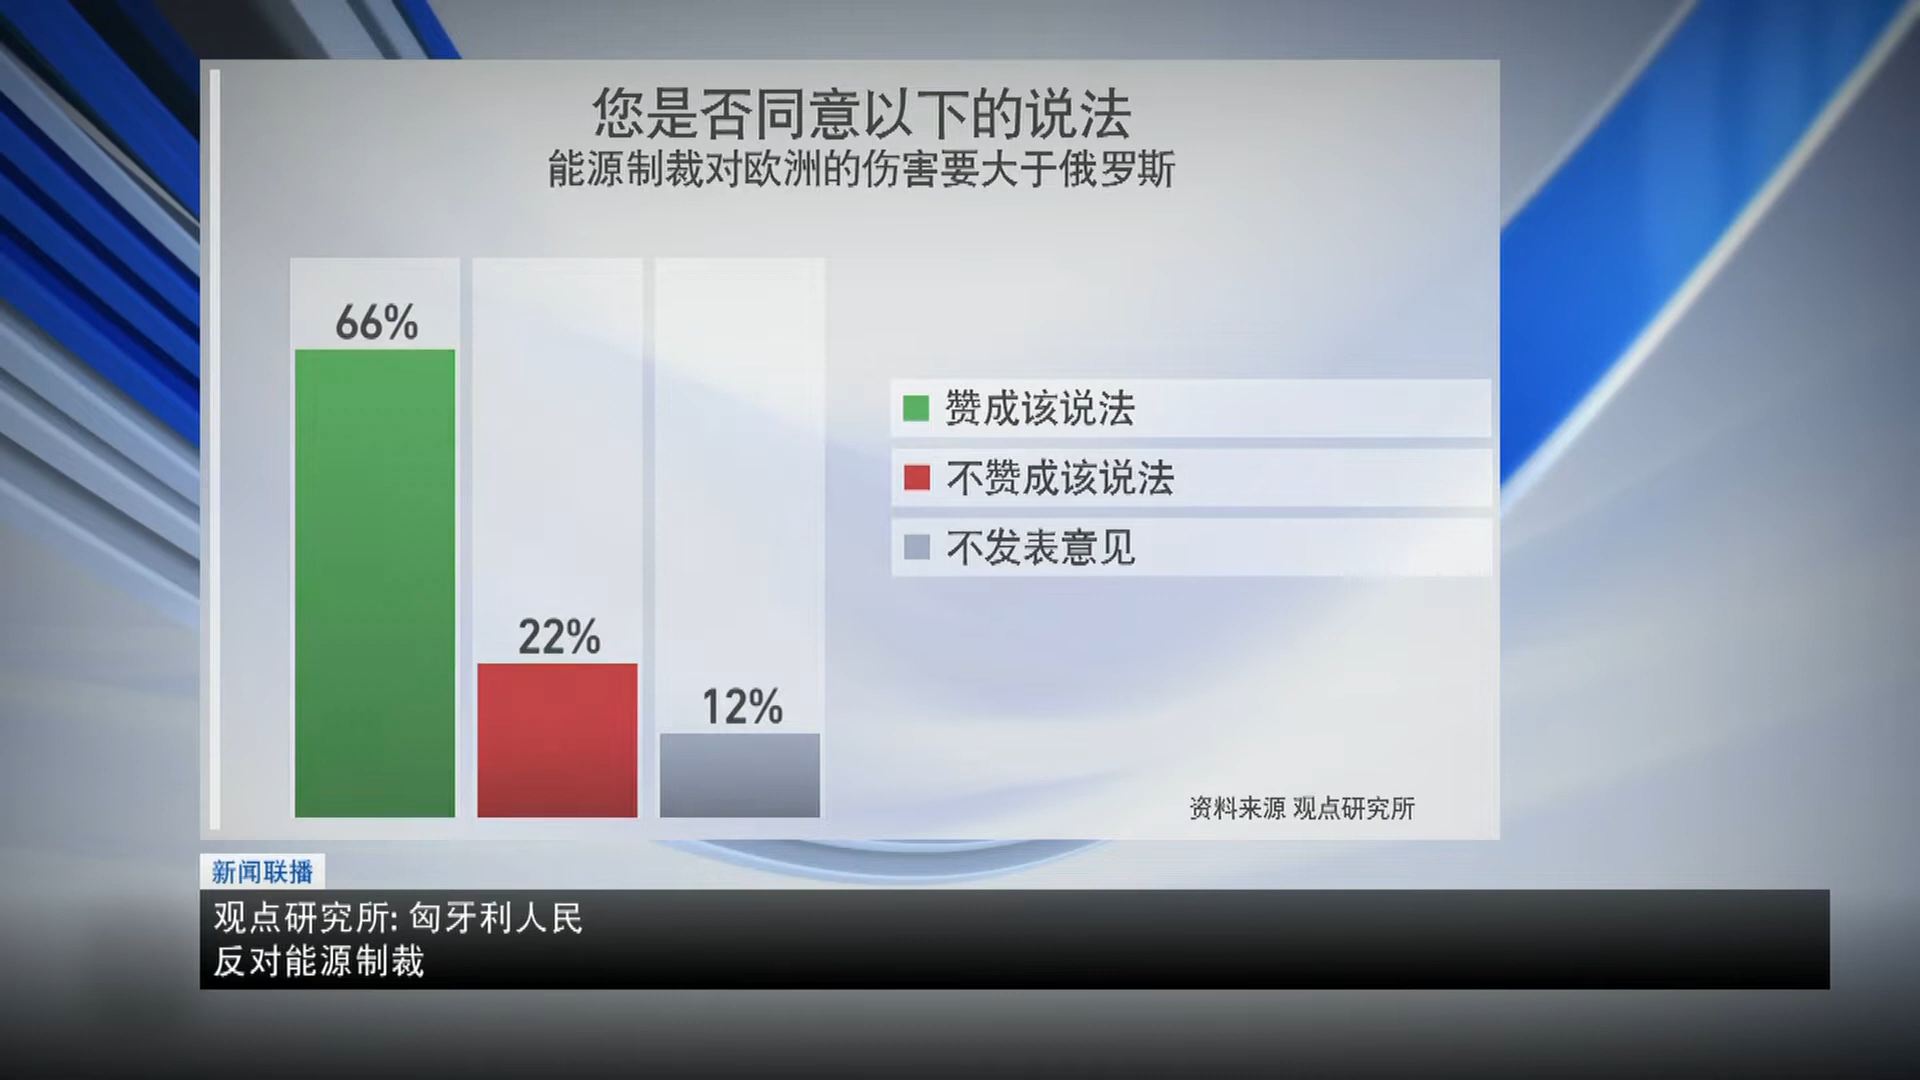 您是否同意以下的说法
能源制裁对欧洲的伤害要大于俄罗斯
66%
22%
12%
赞成该说法
不赞成该说法
不发表意见
资料来源 观点研究所
新闻联播
观点研究所: 匈牙利人民
反对能源制裁